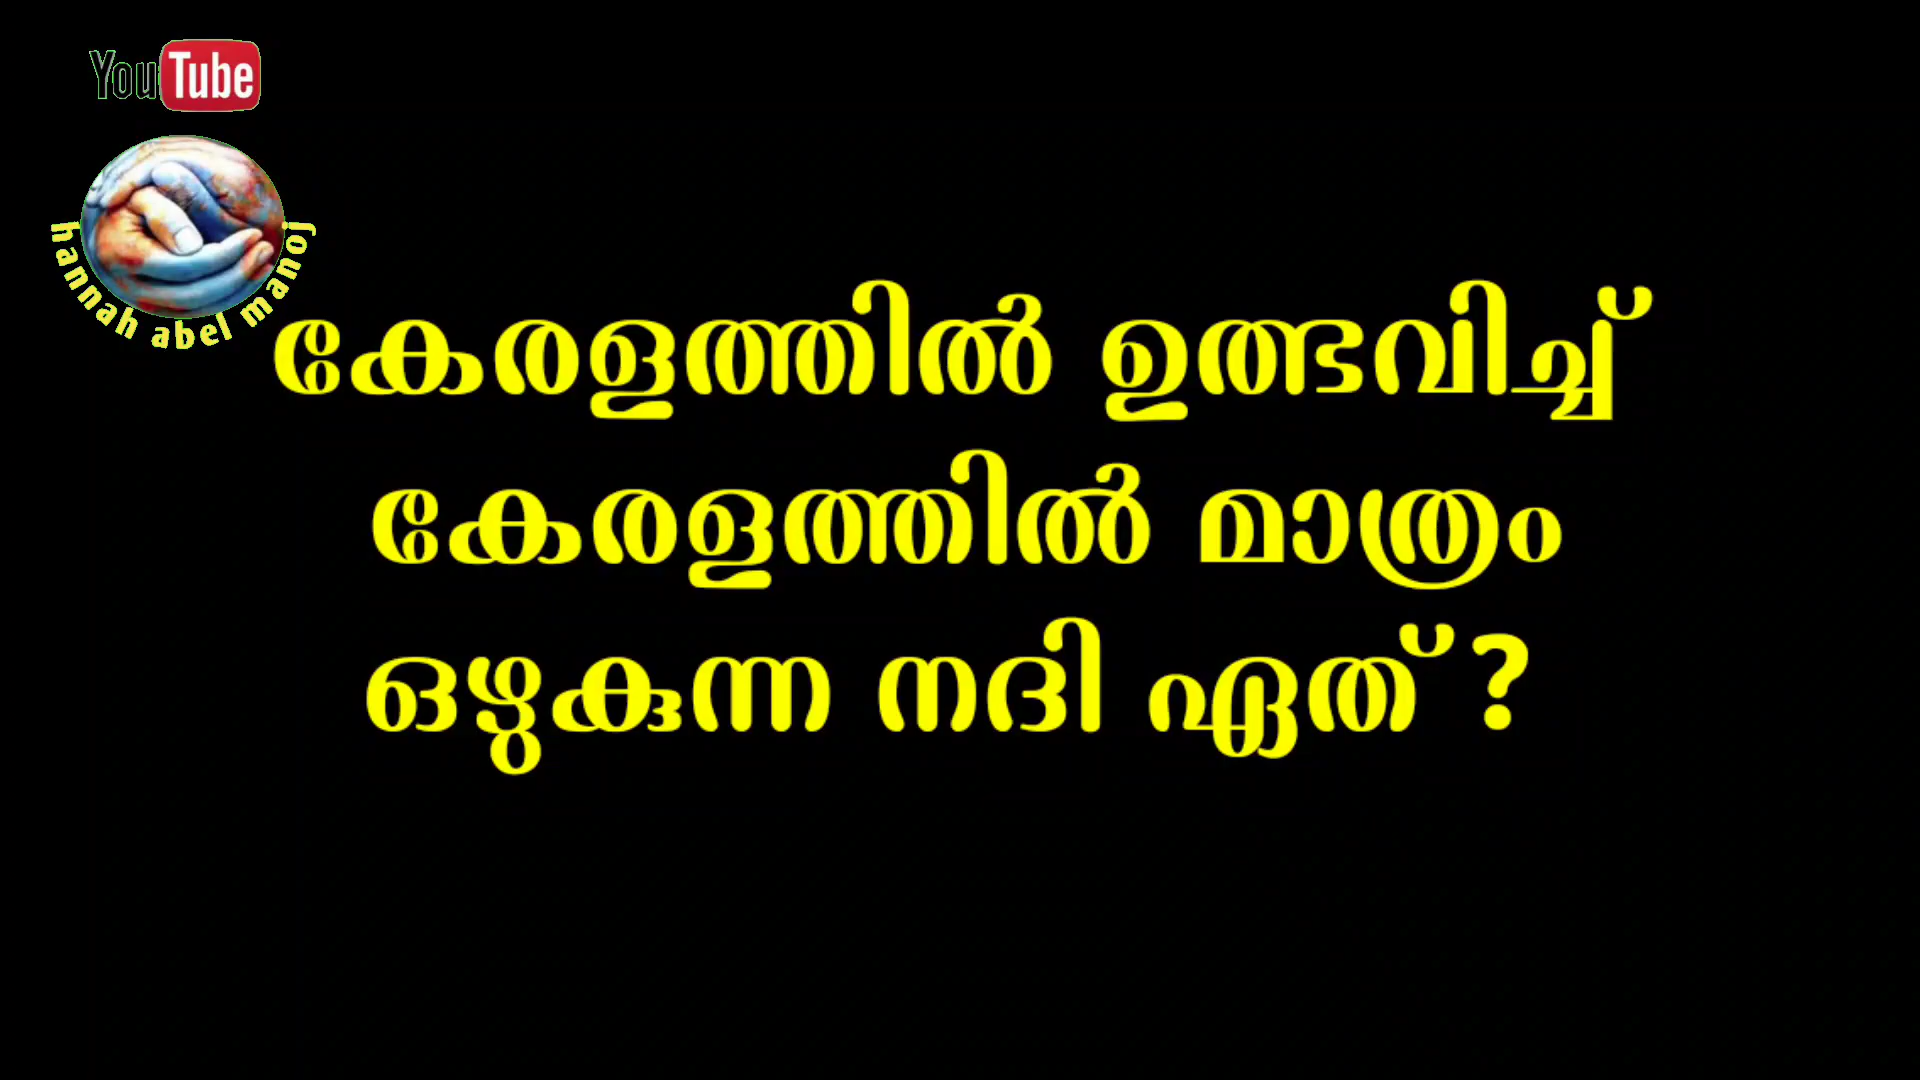 YouTube
hannah abel manoj
കേരളത്തിൽ ഉത്ഭവിച്ച്
കേരളത്തിൽ മാത്രം
ഒഴുകുന്ന നദി ഏത് ?